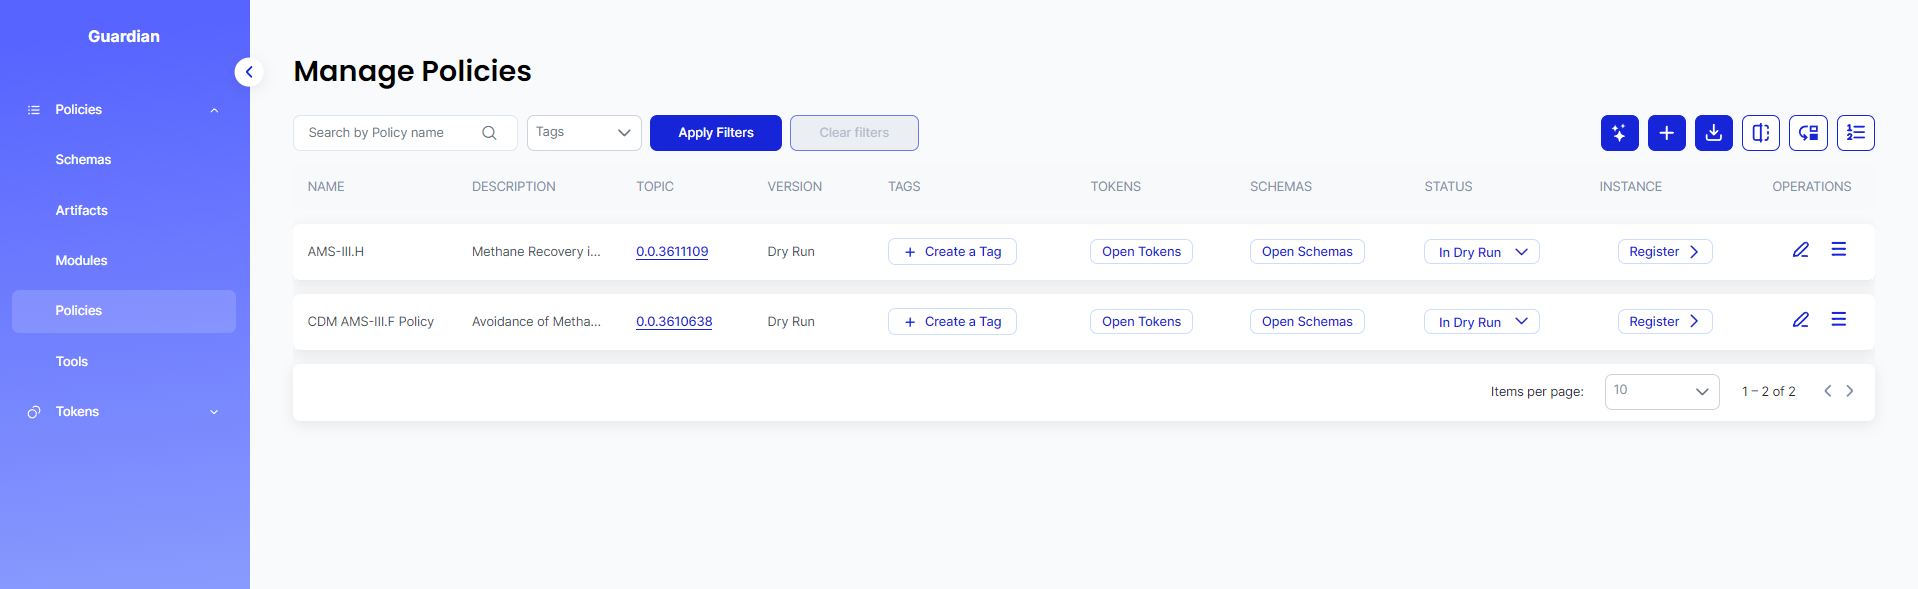 Guardian
Policies
Schemas
Artifacts
Modules
Policies
Tools
Tokens
Manage Policies
Search by Policy name Tags Apply Filters Clear filters
NAME DESCRIPTION TOPIC VERSION TAGS TOKENS SCHEMAS STATUS INSTANCE OPERATIONS
AMS-III.H Methane Recovery i... 0.0.3611109 Dry Run + Create a Tag Open Tokens Open Schemas In Dry Run Register
CDM AMS-III.F Policy Avoidance of Metha... 0.0.3610638 Dry Run + Create a Tag Open Tokens Open Schemas In Dry Run Register
Items per page: 10 1 – 2 of 2